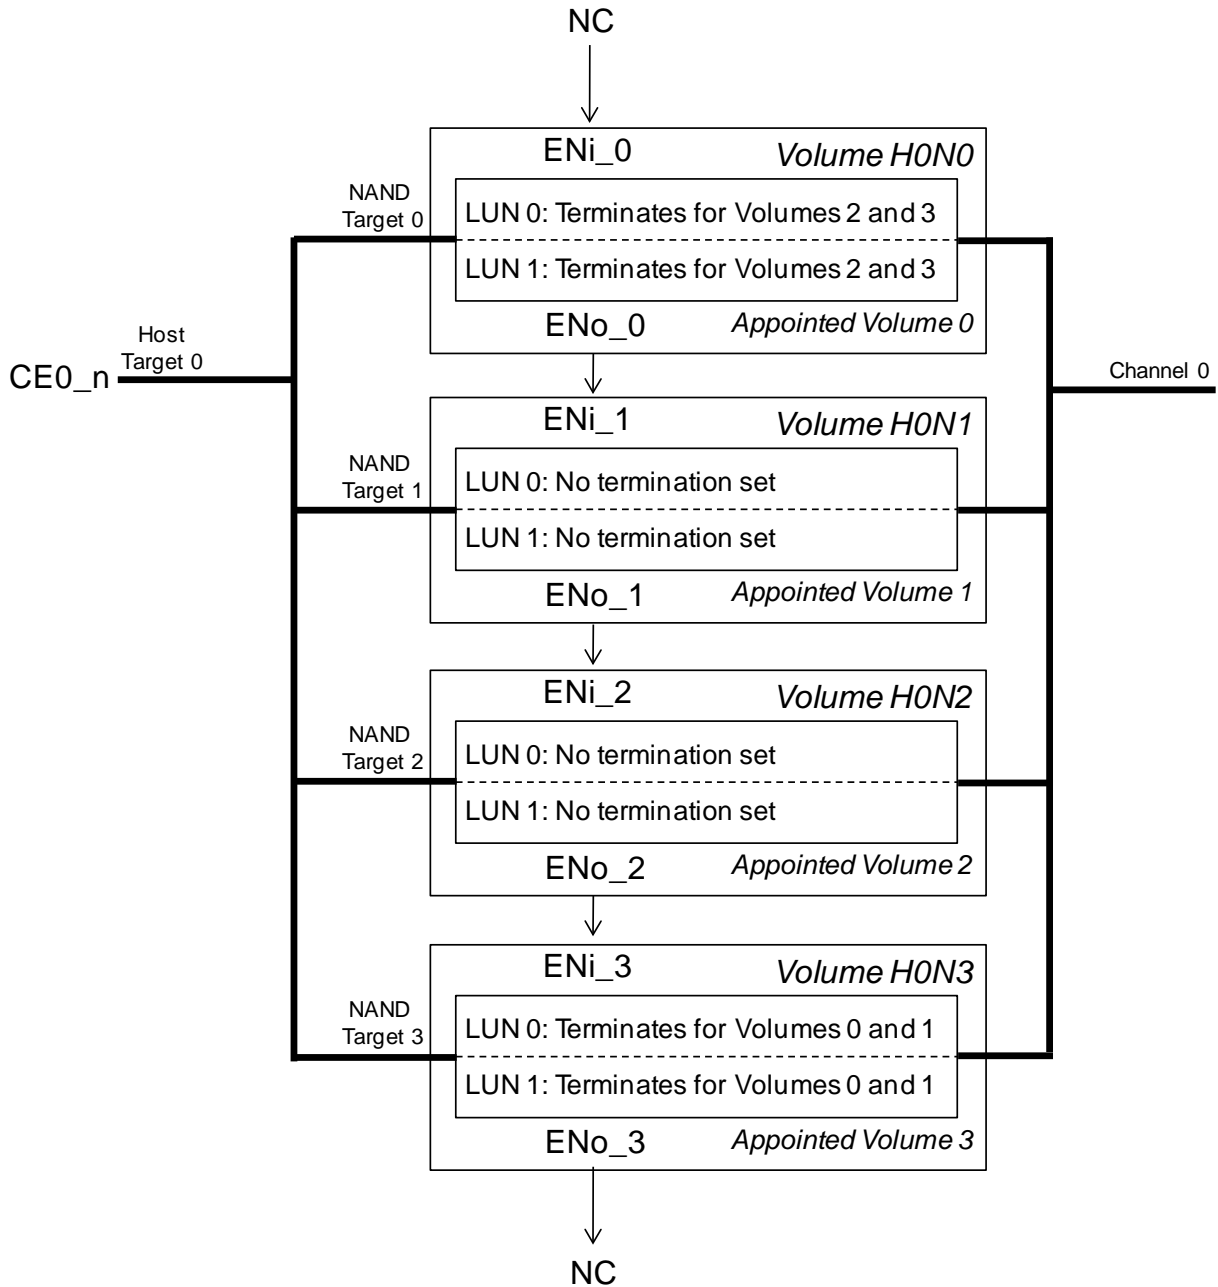 NC
ENi_0
Volume H0N0
NAND
Target 0
LUN 0: Terminates for Volumes 2 and 3
LUN 1: Terminates for Volumes 2 and 3
ENo_0
Appointed Volume 0
Host
Target 0
CE0_n
Channel 0
ENi_1
Volume H0N1
NAND
Target 1
LUN 0: No termination set
LUN 1: No termination set
ENo_1
Appointed Volume 1
ENi_2
Volume H0N2
NAND
Target 2
LUN 0: No termination set
LUN 1: No termination set
ENo_2
Appointed Volume 2
ENi_3
Volume H0N3
NAND
Target 3
LUN 0: Terminates for Volumes 0 and 1
LUN 1: Terminates for Volumes 0 and 1
ENo_3
Appointed Volume 3
NC